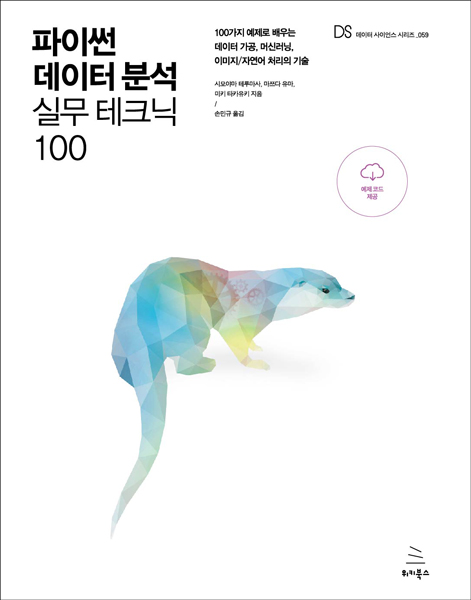 파이썬
데이터 분석
실무 테크닉
100
100가지 예제로 배우는
데이터 가공, 머신러닝,
이미지/자연어 처리의 기술
시모야마 테루마사, 마쓰다 유마,
미키 타카유키 지음
/
손민규 옮김
DS 데이터 사이언스 시리즈_059
예제 코드
제공
위키북스